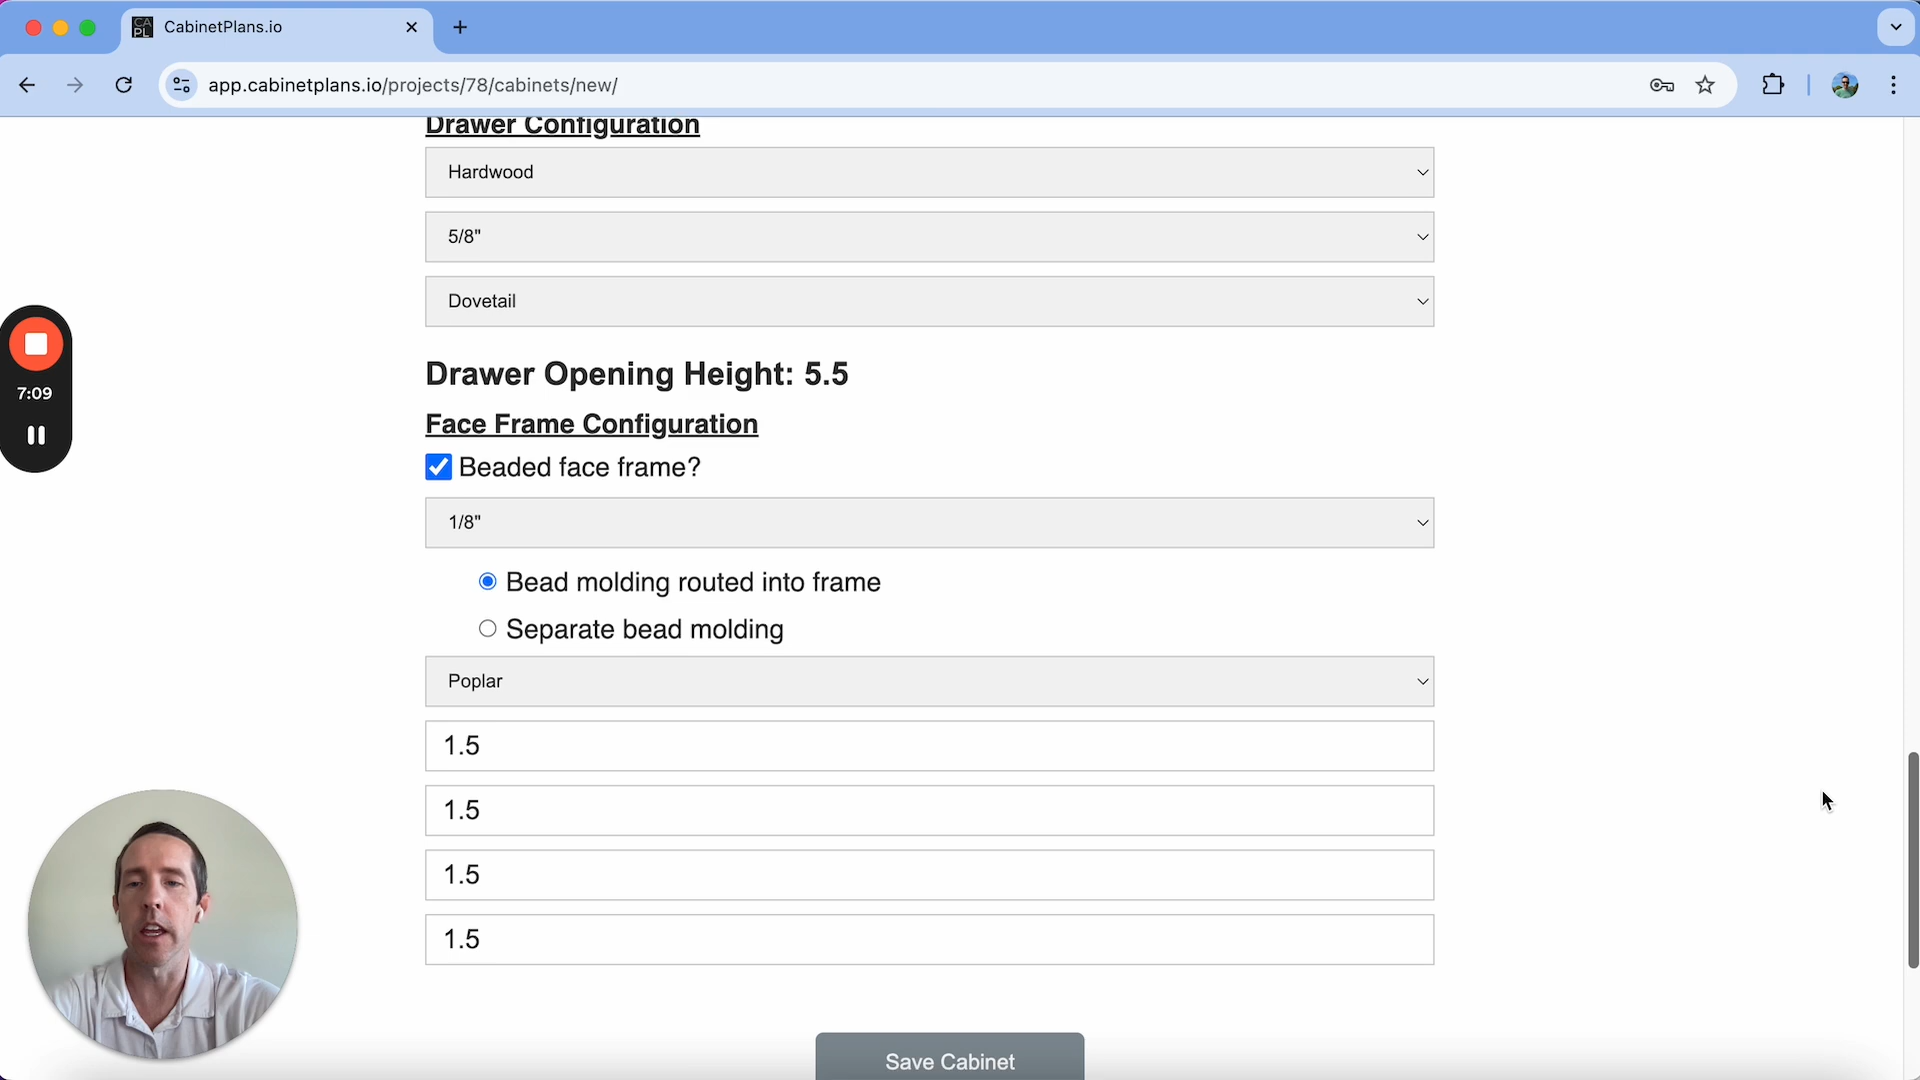 CA
PL
CabinetPlans.io
app.cabinetplans.io/projects/78/cabinets/new/
Drawer Configuration
Hardwood
5/8"
Dovetail
7:09
Drawer Opening Height: 5.5
Face Frame Configuration
Beaded face frame?
1/8"
Bead molding routed into frame
Separate bead molding
Poplar
1.5
1.5
1.5
1.5
Save Cabinet